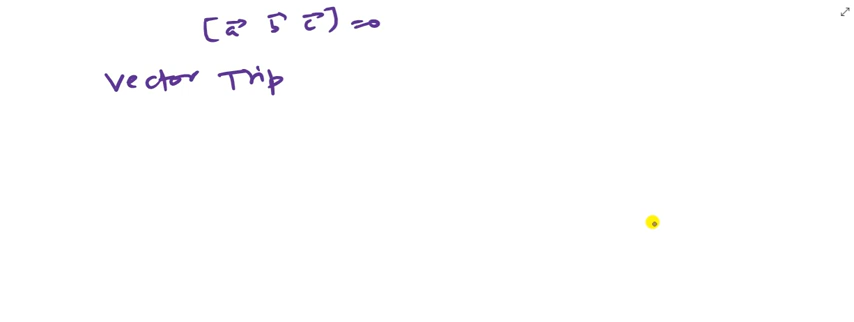 [a⃗ b⃗ c⃗] = 0
Vector Trip